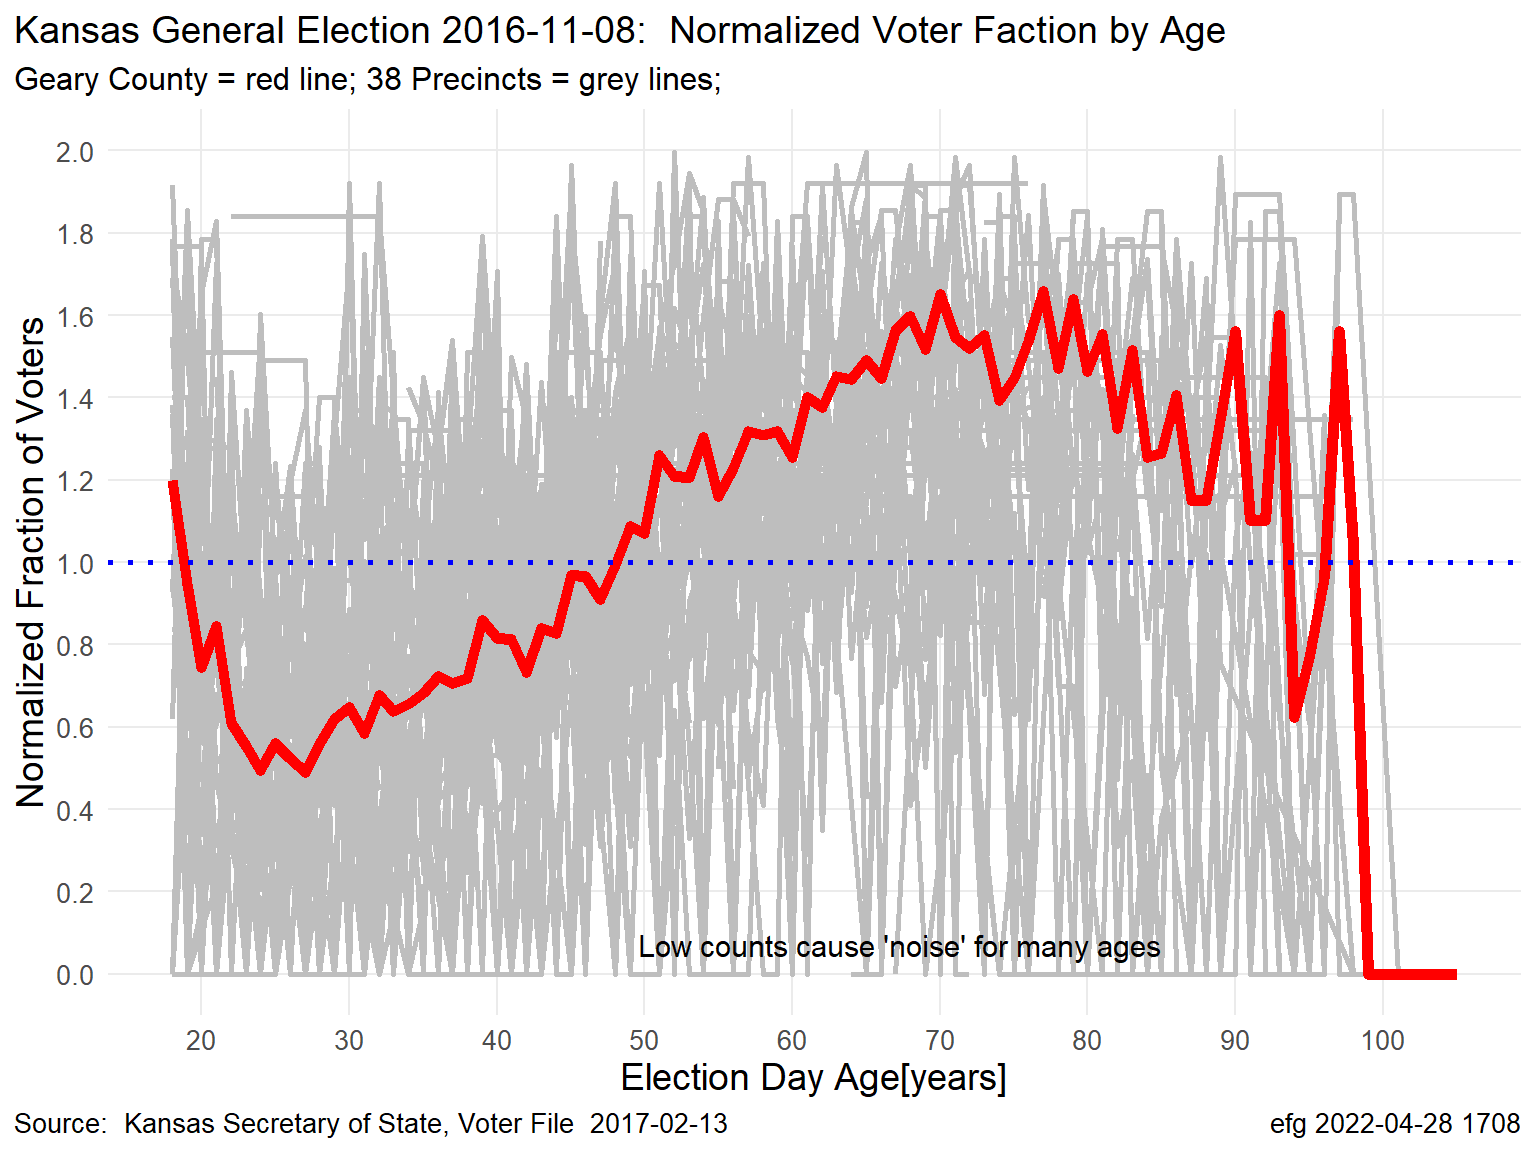 Kansas General Election 2016-11-08:  Normalized Voter Faction by Age
Geary County = red line; 38 Precincts = grey lines;
Normalized Fraction of Voters
2.0
1.8
1.6
1.4
1.2
1.0
0.8
0.6
0.4
0.2
0.0
Low counts cause 'noise' for many ages
20 30 40 50 60 70 80 90 100
Election Day Age[years]
Source:  Kansas Secretary of State, Voter File  2017-02-13
efg 2022-04-28 1708